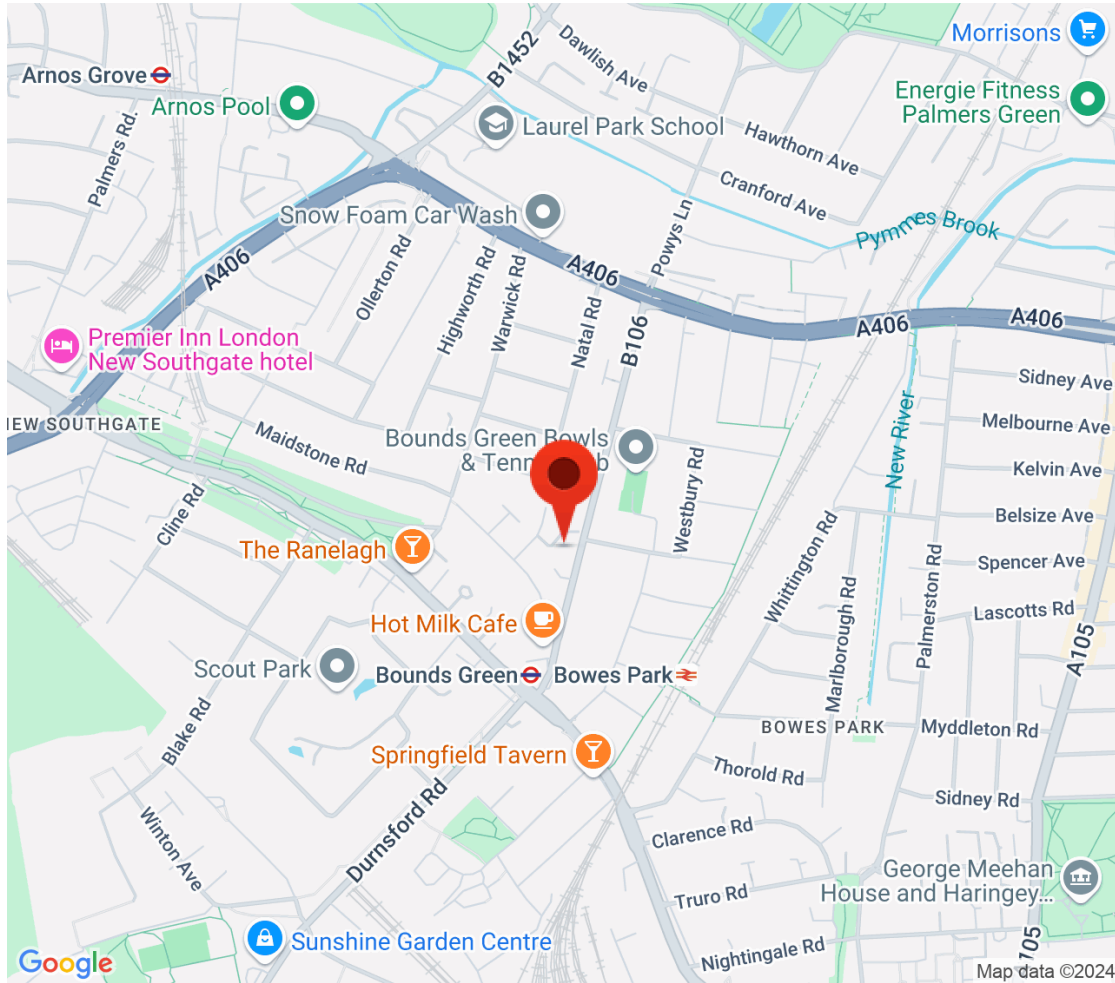 Morrisons
B1452
Dawlish Ave
Arnos Grove
Arnos Pool
Energie Fitness
Palmers Green
Laurel Park School
Hawthorn Ave
Palmers Rd.
Cranford Ave
Snow Foam Car Wash
Pymmes Brook
Powys Ln
A406
Ollerton Rd
Highworth Rd
Warwick Rd
A406
Natal Rd
B106
A406
A406
Premier Inn London
New Southgate hotel
Sidney Ave
NEW SOUTHGATE
Maidstone Rd
Bounds Green Bowls
& Tenn
b
New River
Melbourne Ave
Kelvin Ave
Westbury Rd
Cline Rd
Belsize Ave
The Ranelagh
Whittington Rd
Spencer Ave
Palmerston Rd
Lascotts Rd
Hot Milk Cafe
Marlborough Rd
A105
Scout Park
Bounds Green
Bowes Park
Blake Rd
BOWES PARK
Myddleton Rd
Springfield Tavern
Thorold Rd
Sidney Rd
Durnsford Rd
Winton Ave
Clarence Rd
George Meehan
House and Haringey...
Truro Rd
Sunshine Garden Centre
Nightingale Rd
105
Google
Map data ©2024